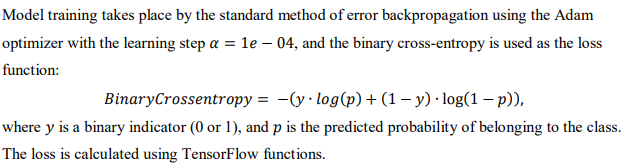 Model training takes place by the standard method of error backpropagation using the Adam
optimizer with the learning step α = 1e − 04, and the binary cross-entropy is used as the loss
function:
BinaryCrossentropy = −(y · log(p) + (1 − y) · log(1 − p)),
where y is a binary indicator (0 or 1), and p is the predicted probability of belonging to the class.
The loss is calculated using TensorFlow functions.